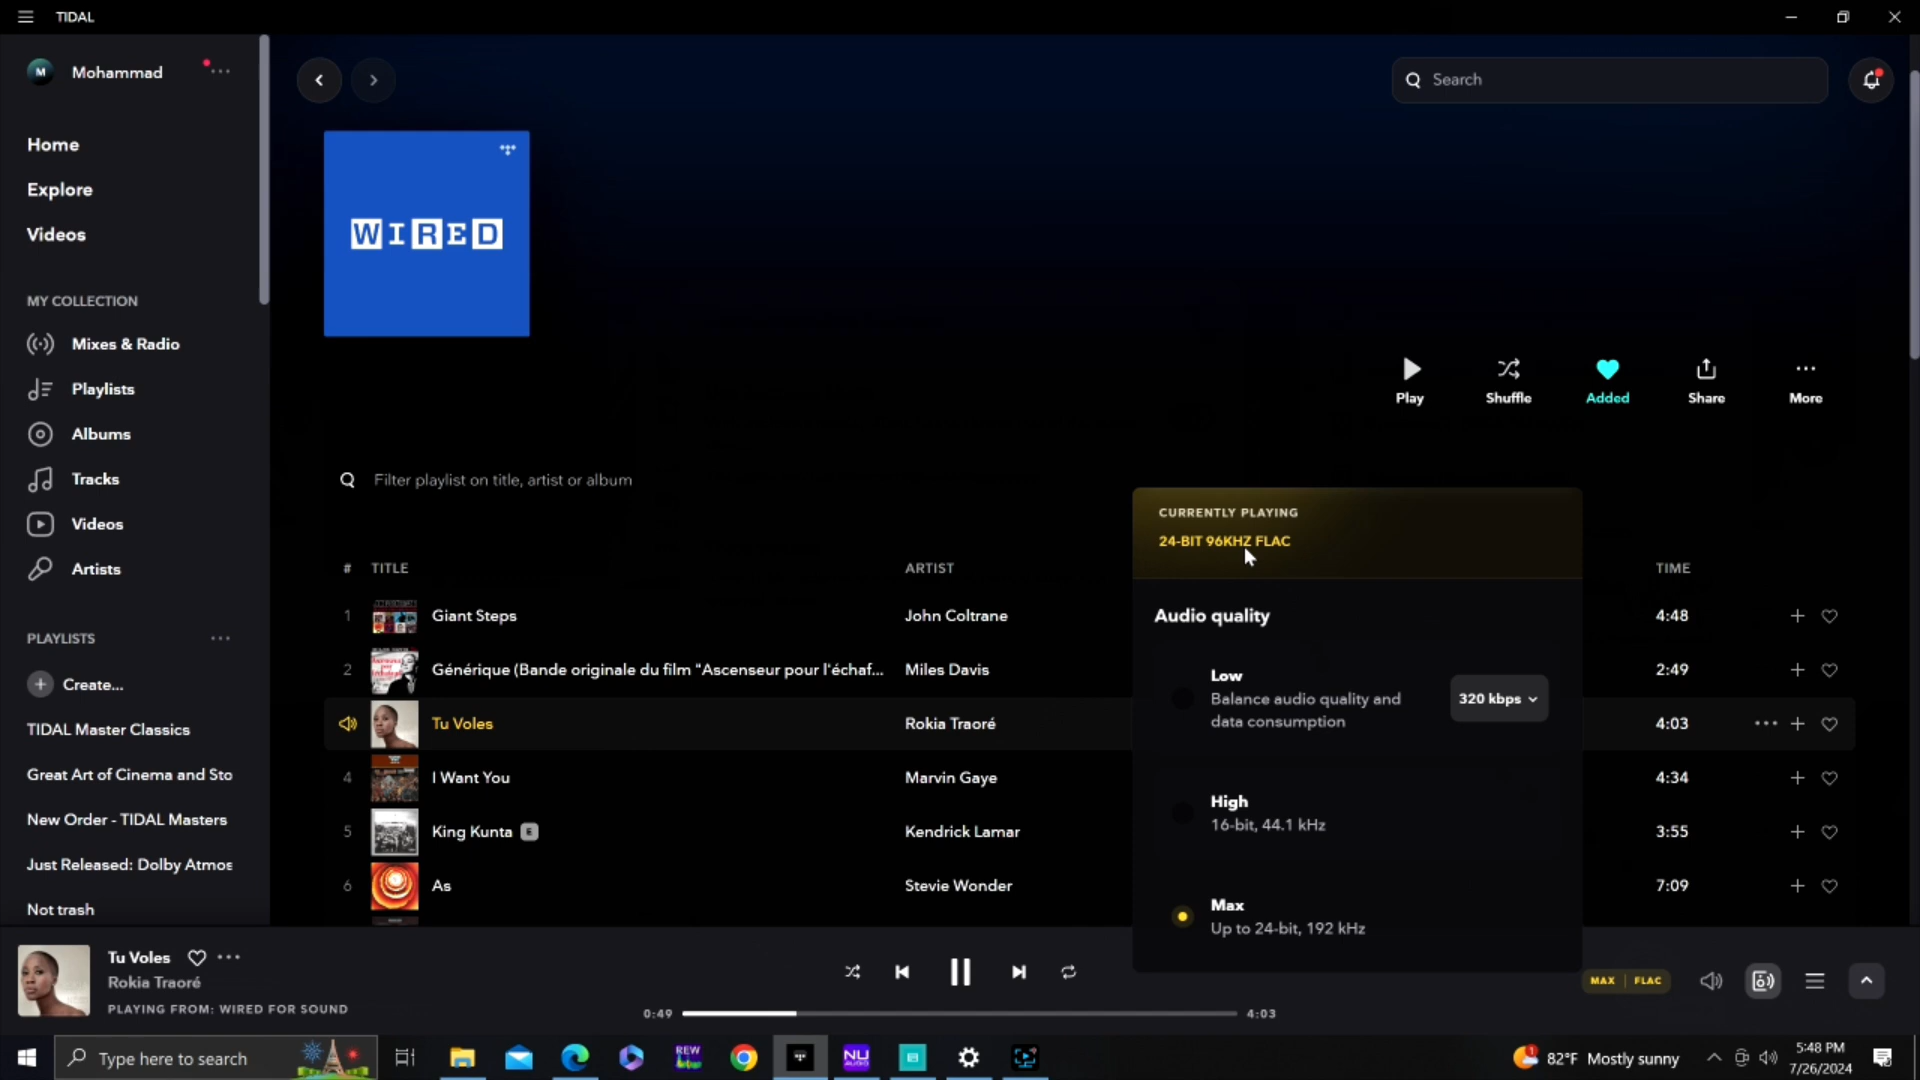 TIDAL
M Mohammad
Search
Home
Explore
Videos
WIRED
MY COLLECTION
Mixes & Radio
Playlists
Albums
Tracks
Videos
Artists
Play Shuffle Added Share More
Filter playlist on title, artist or album
CURRENTLY PLAYING
24-BIT 96KHZ FLAC
# TITLE ARTIST TIME
Audio quality
1 Giant Steps John Coltrane 4:48
2 Générique (Bande originale du film "Ascenseur pour l'échaf... Miles Davis 2:49
Tu Voles Rokia Traoré 4:03
4 I Want You Marvin Gaye 4:34
5 King Kunta E Kendrick Lamar 3:55
6 As Stevie Wonder 7:09
Low
Balance audio quality and
data consumption
320 kbps
High
16-bit, 44.1 kHz
Max
Up to 24-bit, 192 kHz
PLAYLISTS
Create...
TIDAL Master Classics
Great Art of Cinema and Sto
New Order - TIDAL Masters
Just Released: Dolby Atmos
Not trash
Tu Voles
Rokia Traoré
PLAYING FROM: WIRED FOR SOUND
0:49 4:03
MAX | FLAC
Type here to search
REW
NU
AUDIO
1
82°F Mostly sunny
5:48 PM
7/26/2024